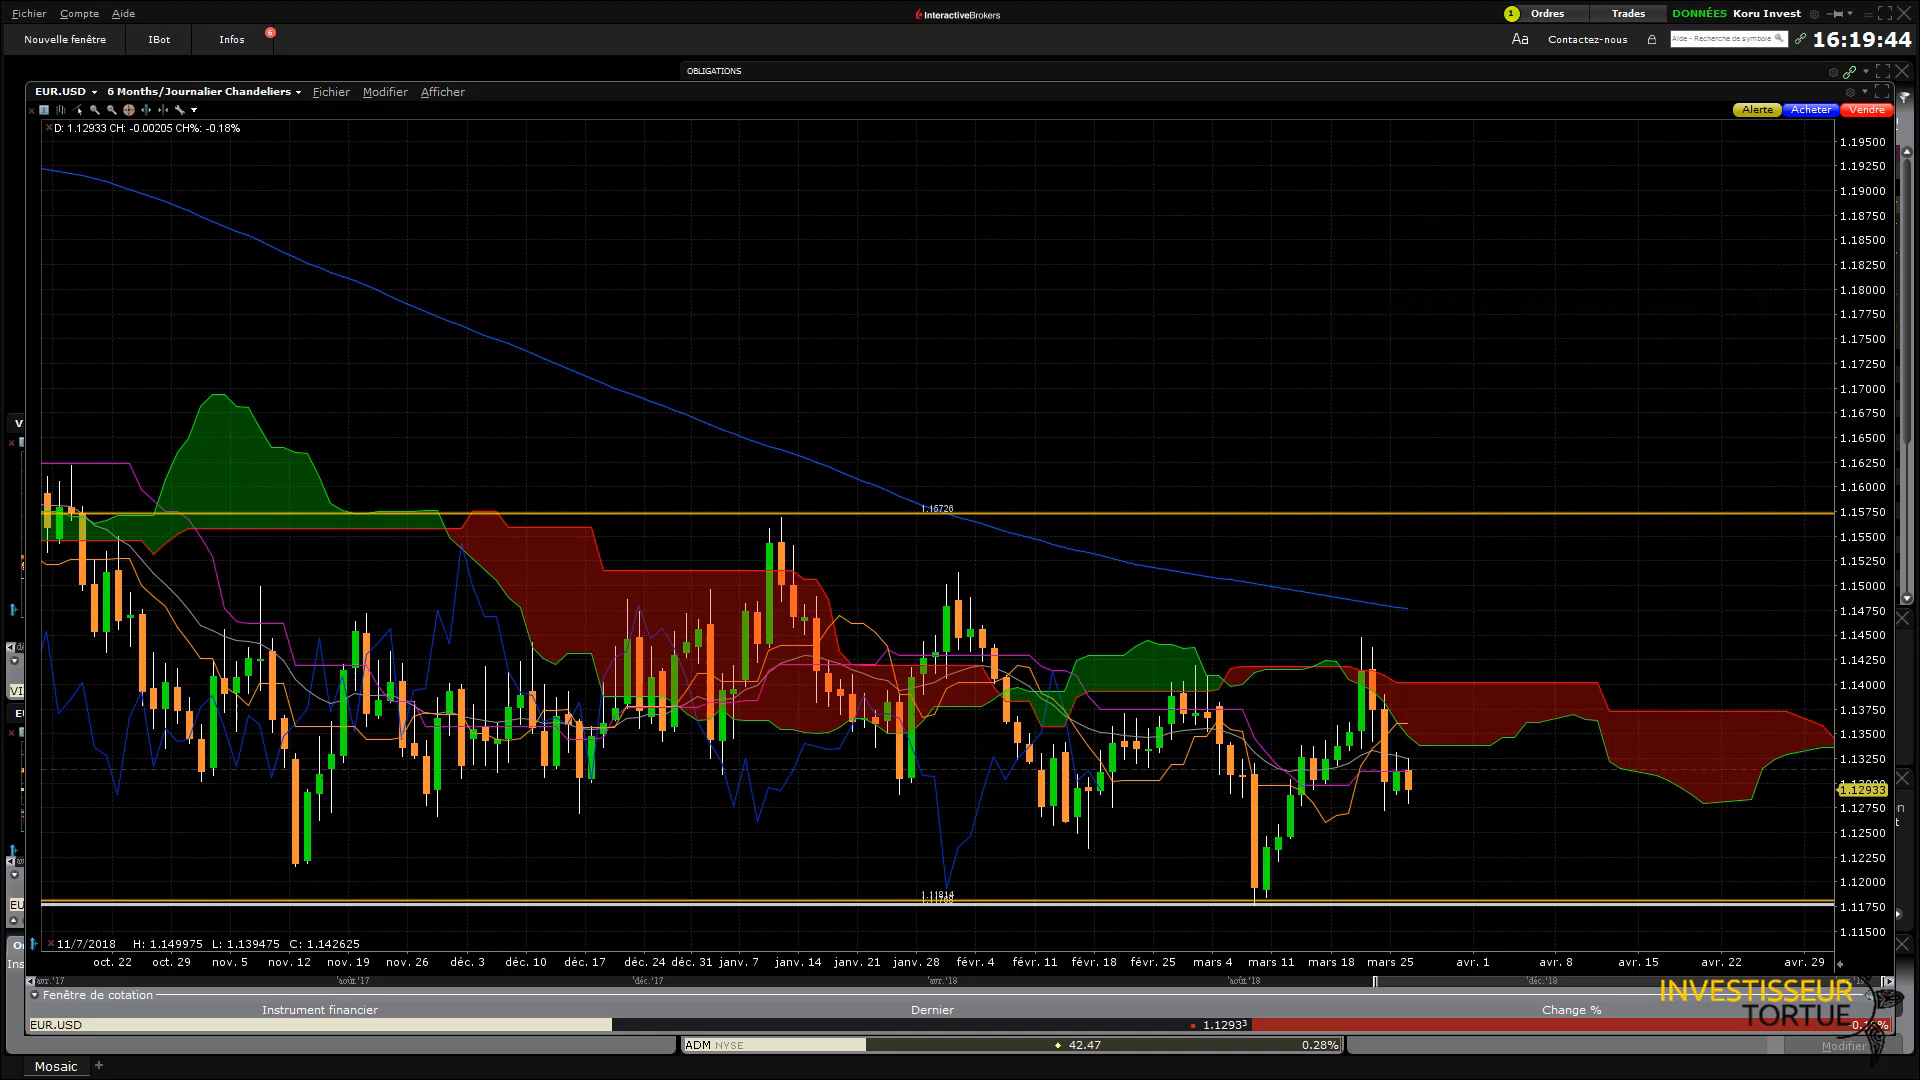 Fichier Compte Aide
InteractiveBrokers
1 Ordres Trades DONNÉES Koru Invest
Nouvelle fenêtre IBot Infos 6
Aa Contactez-nous Aide - Recherche de symbole 16:19:44
OBLIGATIONS
EUR.USD 6 Months/Journalier Chandeliers Fichier Modifier Afficher
Alerte Acheter Vendre
D: 1.12933 CH: -0.00205 CH%: -0.18%
1.19500
1.19250
1.19000
1.18750
1.18500
1.18250
1.18000
1.17750
1.17500
1.17250
1.17000
1.16750
1.16500
1.16250
1.16000
1.15750
1.15500
1.15250
1.15000
1.14750
1.14500
1.14250
1.14000
1.13750
1.13500
1.13250
1.12933
1.12750
1.12500
1.12250
1.12000
1.11750
1.11500
1.15726
1.11814
11/7/2018 H: 1.149975 L: 1.139475 C: 1.142625
oct. 22 oct. 29 nov. 5 nov. 12 nov. 19 nov. 26 déc. 3 déc. 10 déc. 17 déc. 24 déc. 31 janv. 7 janv. 14 janv. 21 janv. 28 févr. 4 févr. 11 févr. 18 févr. 25 mars 4 mars 11 mars 18 mars 25 avr. 1 avr. 8 avr. 15 avr. 22 avr. 29
avr.'17 août'17 déc.'17 avr.'18 août'18 déc.'18
Fenêtre de cotation
Instrument financier Dernier Change %
EUR.USD 1.12933
INVESTISSEUR
TORTUE
ADM NYSE 42.47 0.28%
Modifier
Mosaic +